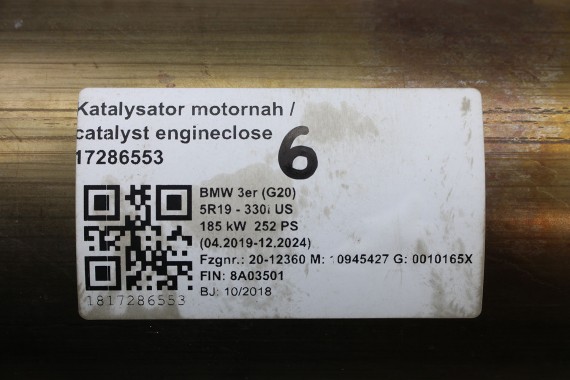 Katalysator motornah /
catalyst engineclose
17286553
6
BMW 3er (G20)
5R19 - 330i US
185 kW 252 PS
(04.2019-12.2024)
Fzgnr.: 20-12360 M: 10945427 G: 0010165X
FIN: 8A03501
BJ: 10/2018
1817286553